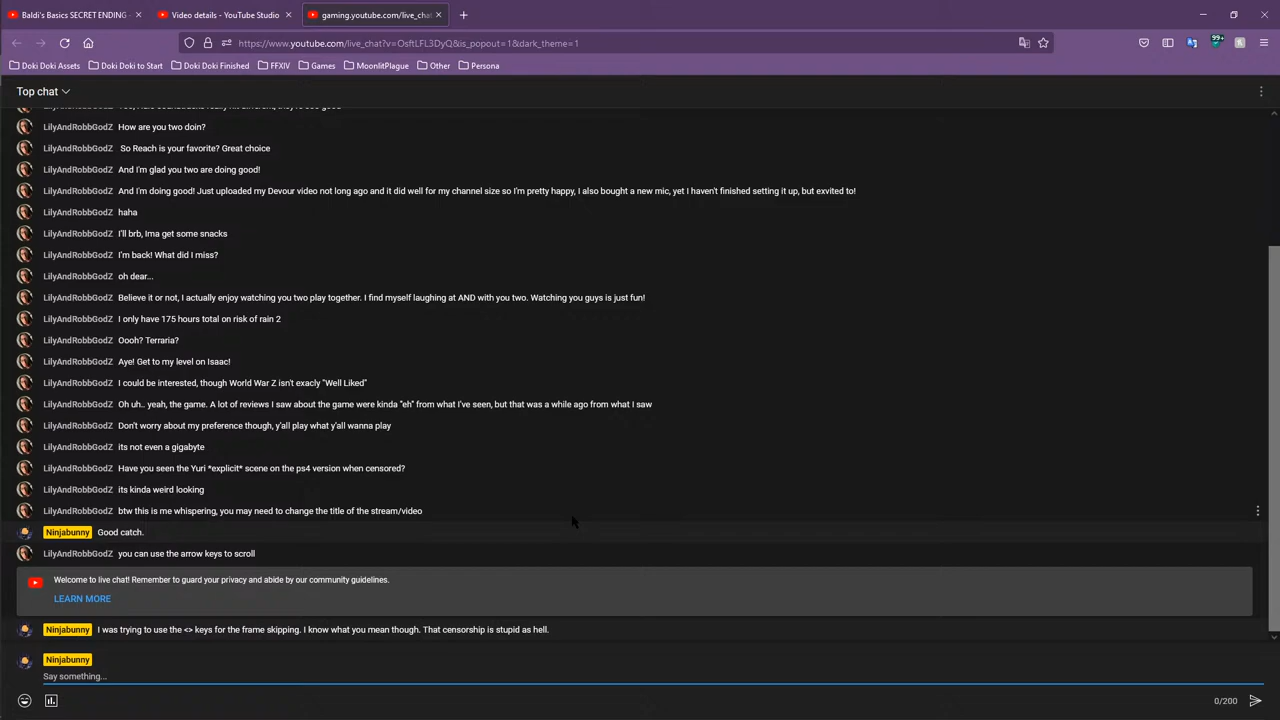 Baldi's Basics SECRET ENDING
Video details - YouTube Studio
gaming.youtube.com/live_chat
https://www.youtube.com/live_chat?v=OsftLFL3DyQ&is_popout=1&dark_theme=1
99+
Doki Doki Assets
Doki Doki to Start
Doki Doki Finished
FFXIV
Games
MoonlitPlague
Other
Persona
Top chat
LilyAndRobbGodZ How are you two doin?
LilyAndRobbGodZ So Reach is your favorite? Great choice
LilyAndRobbGodZ And I'm glad you two are doing good!
LilyAndRobbGodZ And I'm doing good! Just uploaded my Devour video not long ago and it did well for my channel size so I'm pretty happy, I also bought a new mic, yet I haven't finished setting it up, but exvited to!
LilyAndRobbGodZ haha
LilyAndRobbGodZ I'll brb, Ima get some snacks
LilyAndRobbGodZ I'm back! What did I miss?
LilyAndRobbGodZ oh dear...
LilyAndRobbGodZ Believe it or not, I actually enjoy watching you two play together. I find myself laughing at AND with you two. Watching you guys is just fun!
LilyAndRobbGodZ I only have 175 hours total on risk of rain 2
LilyAndRobbGodZ Oooh? Terraria?
LilyAndRobbGodZ Aye! Get to my level on Isaac!
LilyAndRobbGodZ I could be interested, though World War Z isn't exacly "Well Liked"
LilyAndRobbGodZ Oh uh.. yeah, the game. A lot of reviews I saw about the game were kinda "eh" from what I've seen, but that was a while ago from what I saw
LilyAndRobbGodZ Don't worry about my preference though, y'all play what y'all wanna play
LilyAndRobbGodZ its not even a gigabyte
LilyAndRobbGodZ Have you seen the Yuri *explicit* scene on the ps4 version when censored?
LilyAndRobbGodZ its kinda weird looking
LilyAndRobbGodZ btw this is me whispering, you may need to change the title of the stream/video
Ninjabunny Good catch.
LilyAndRobbGodZ you can use the arrow keys to scroll
Welcome to live chat! Remember to guard your privacy and abide by our community guidelines.
LEARN MORE
Ninjabunny I was trying to use the <> keys for the frame skipping. I know what you mean though. That censorship is stupid as hell.
Ninjabunny
Say something...
0/200